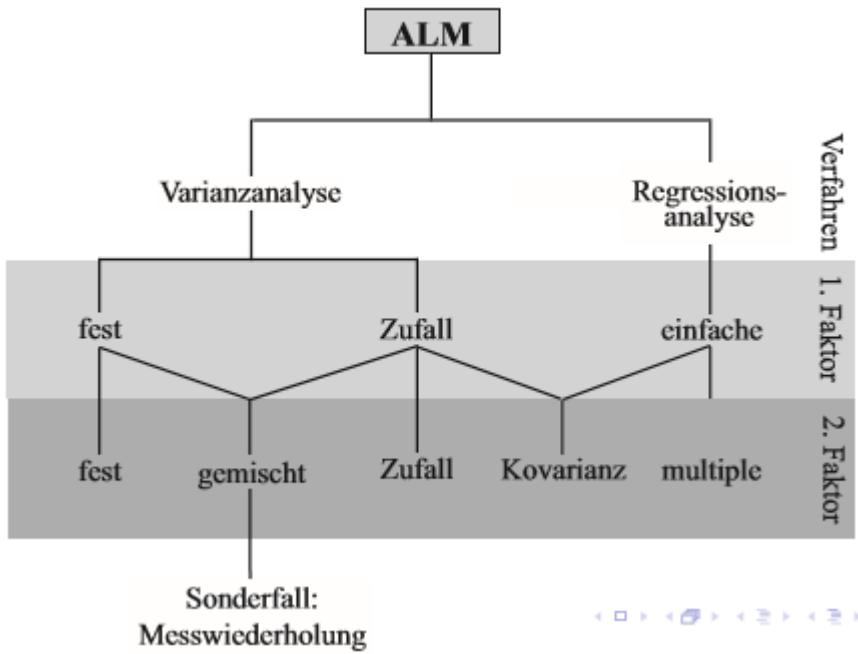 ALM
Varianzanalyse
Regressions-
analyse
Verfahren
fest
Zufall
einfache
1. Faktor
fest
gemischt
Zufall
Kovarianz
multiple
2. Faktor
Sonderfall:
Messwiederholung